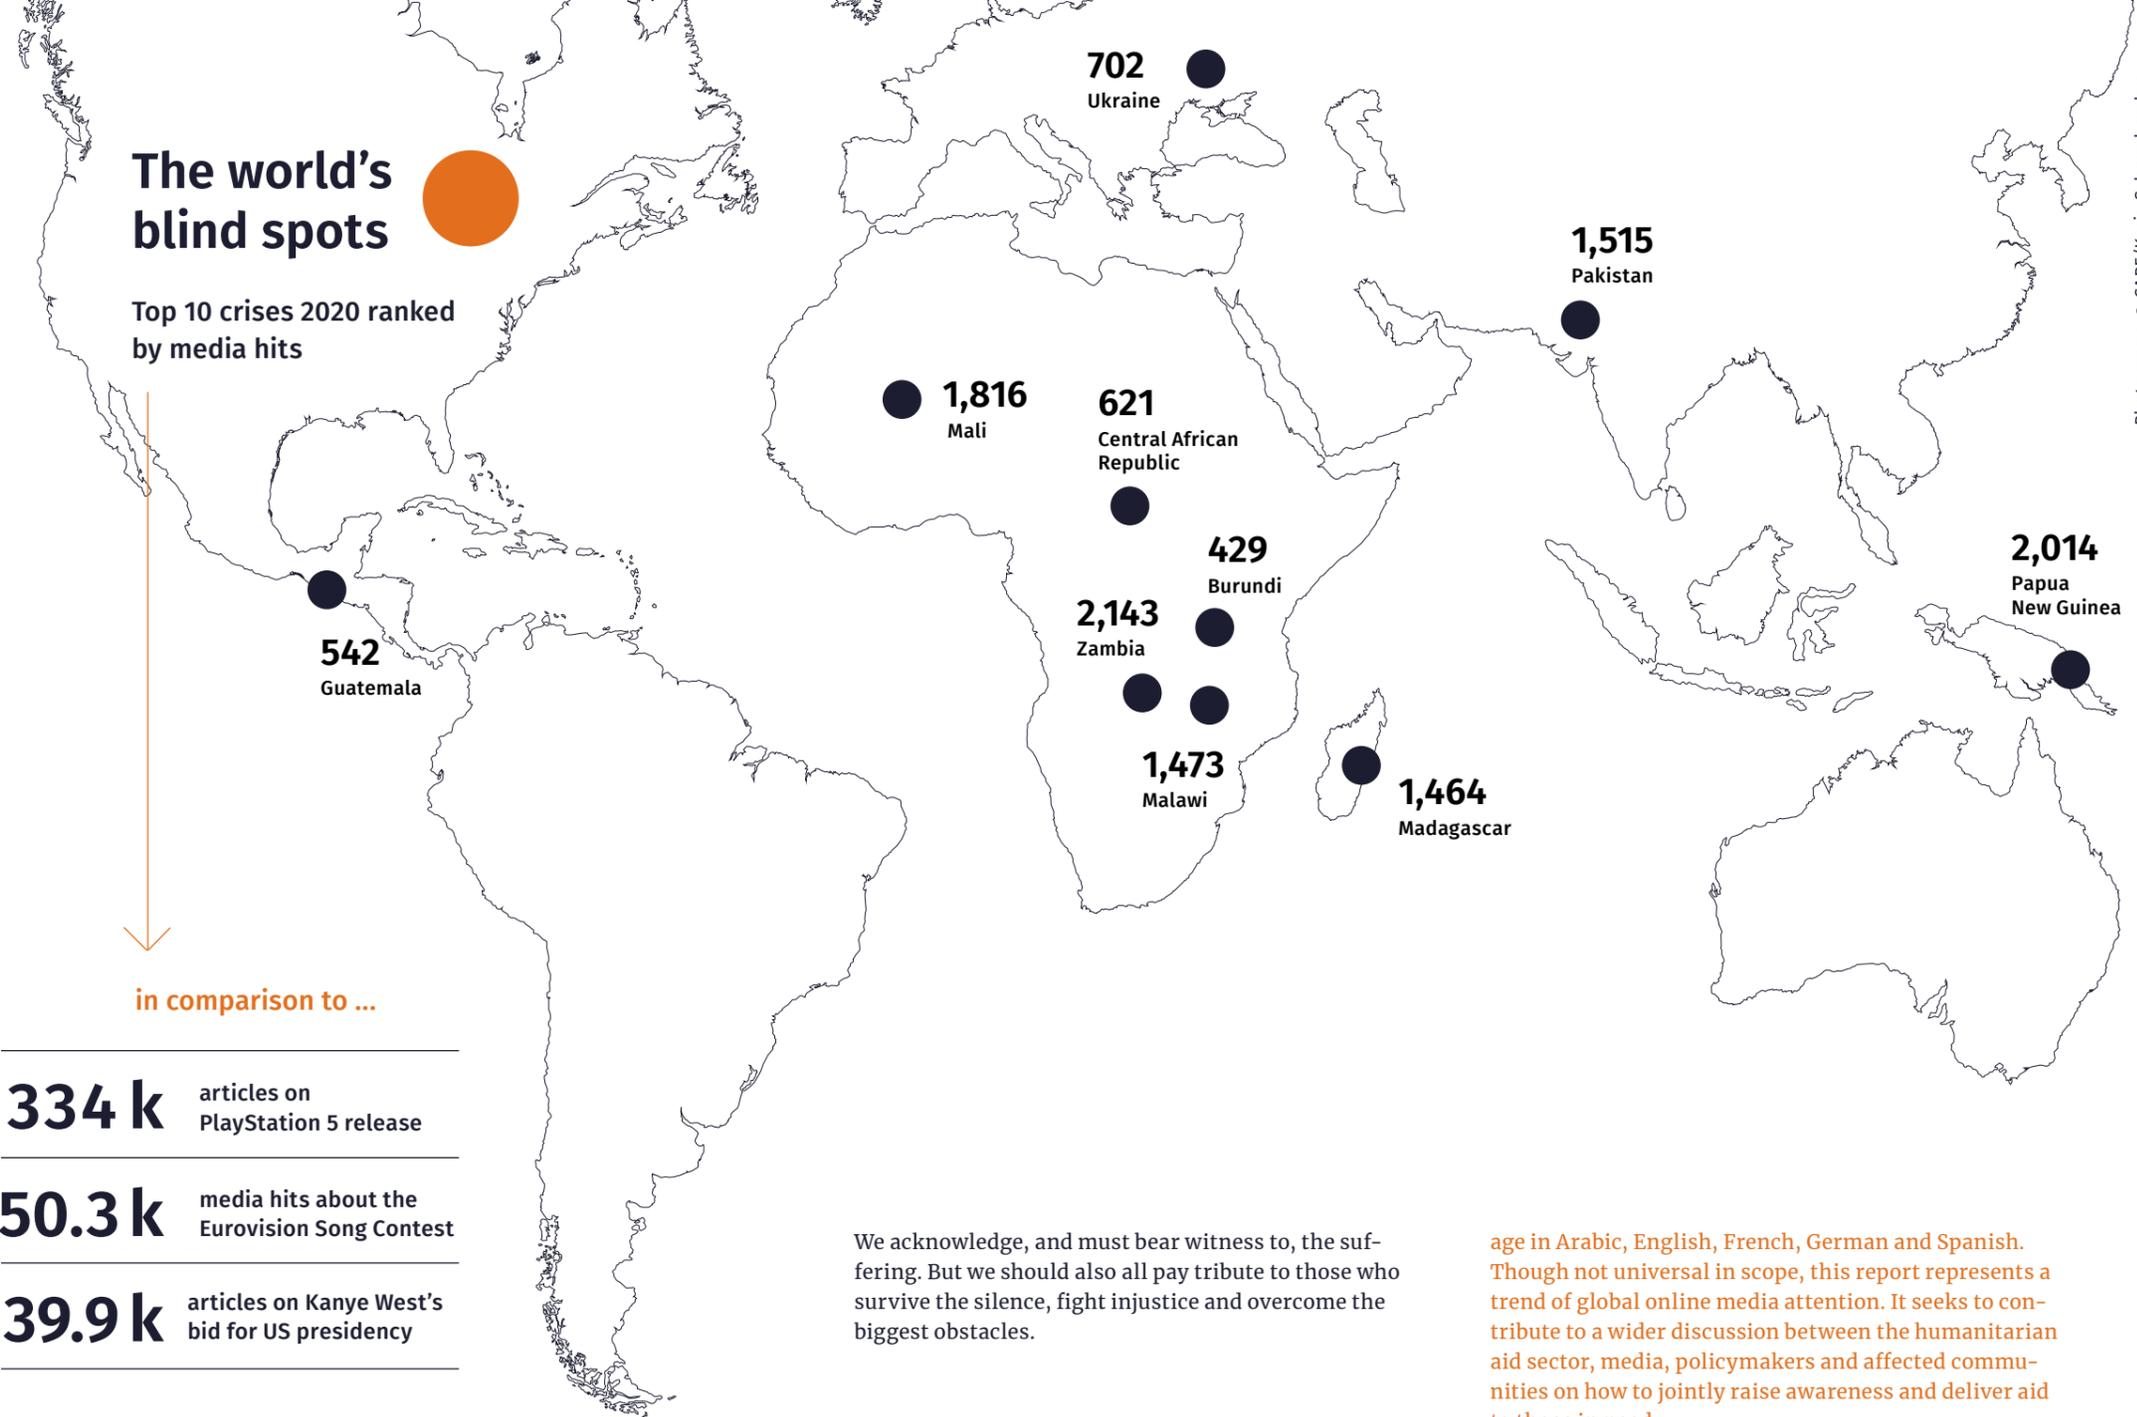 The world’s
blind spots
Top 10 crises 2020 ranked
by media hits
702
Ukraine
1,515
Pakistan
1,816
Mali
621
Central African
Republic
429
Burundi
2,143
Zambia
1,473
Malawi
1,464
Madagascar
2,014
Papua
New Guinea
542
Guatemala
in comparison to ...
334 k
articles on
PlayStation 5 release
50.3 k
media hits about the
Eurovision Song Contest
39.9 k
articles on Kanye West’s
bid for US presidency
We acknowledge, and must bear witness to, the suf-
fering. But we should also all pay tribute to those who
survive the silence, fight injustice and overcome the
biggest obstacles.
age in Arabic, English, French, German and Spanish.
Though not universal in scope, this report represents a
trend of global online media attention. It seeks to con-
tribute to a wider discussion between the humanitarian
aid sector, media, policymakers and affected commu-
nities on how to jointly raise awareness and deliver aid